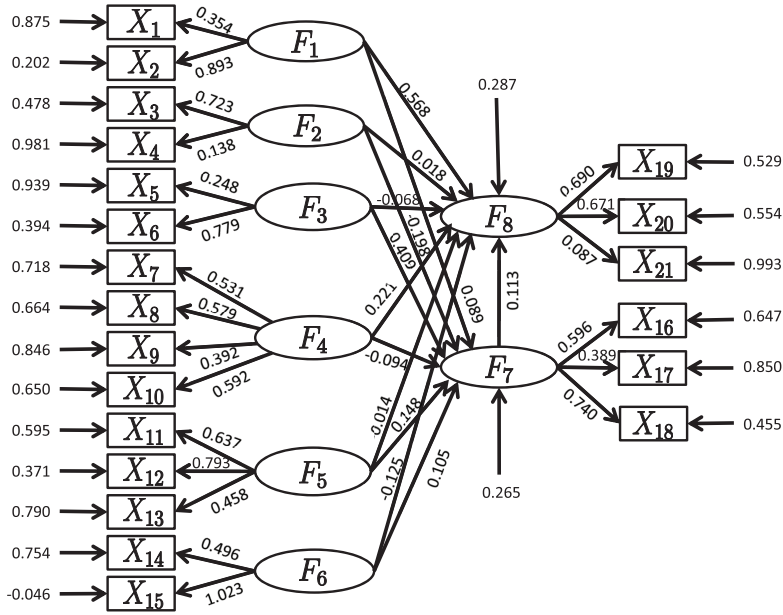 0.875 X1 0.354 F1
0.202 X2 0.893
0.478 X3 0.723 F2
0.981 X4 0.138
0.939 X5 0.248 F3
0.394 X6 0.779
0.718 X7 0.531
0.664 X8 0.579 F4
0.846 X9 0.392
0.650 X10 0.592
0.595 X11 0.637
0.371 X12 0.793 F5
0.790 X13 0.458
0.754 X14 0.496 F6
-0.046 X15 1.023
0.568
0.018
-0.068
-0.198
0.409
0.089
0.221
-0.094
-0.014
0.148
-0.125
0.105
0.287
F8
0.113
F7
0.265
0.690 X19 0.529
0.671 X20 0.554
0.087 X21 0.993
0.596 X16 0.647
0.389 X17 0.850
0.740 X18 0.455